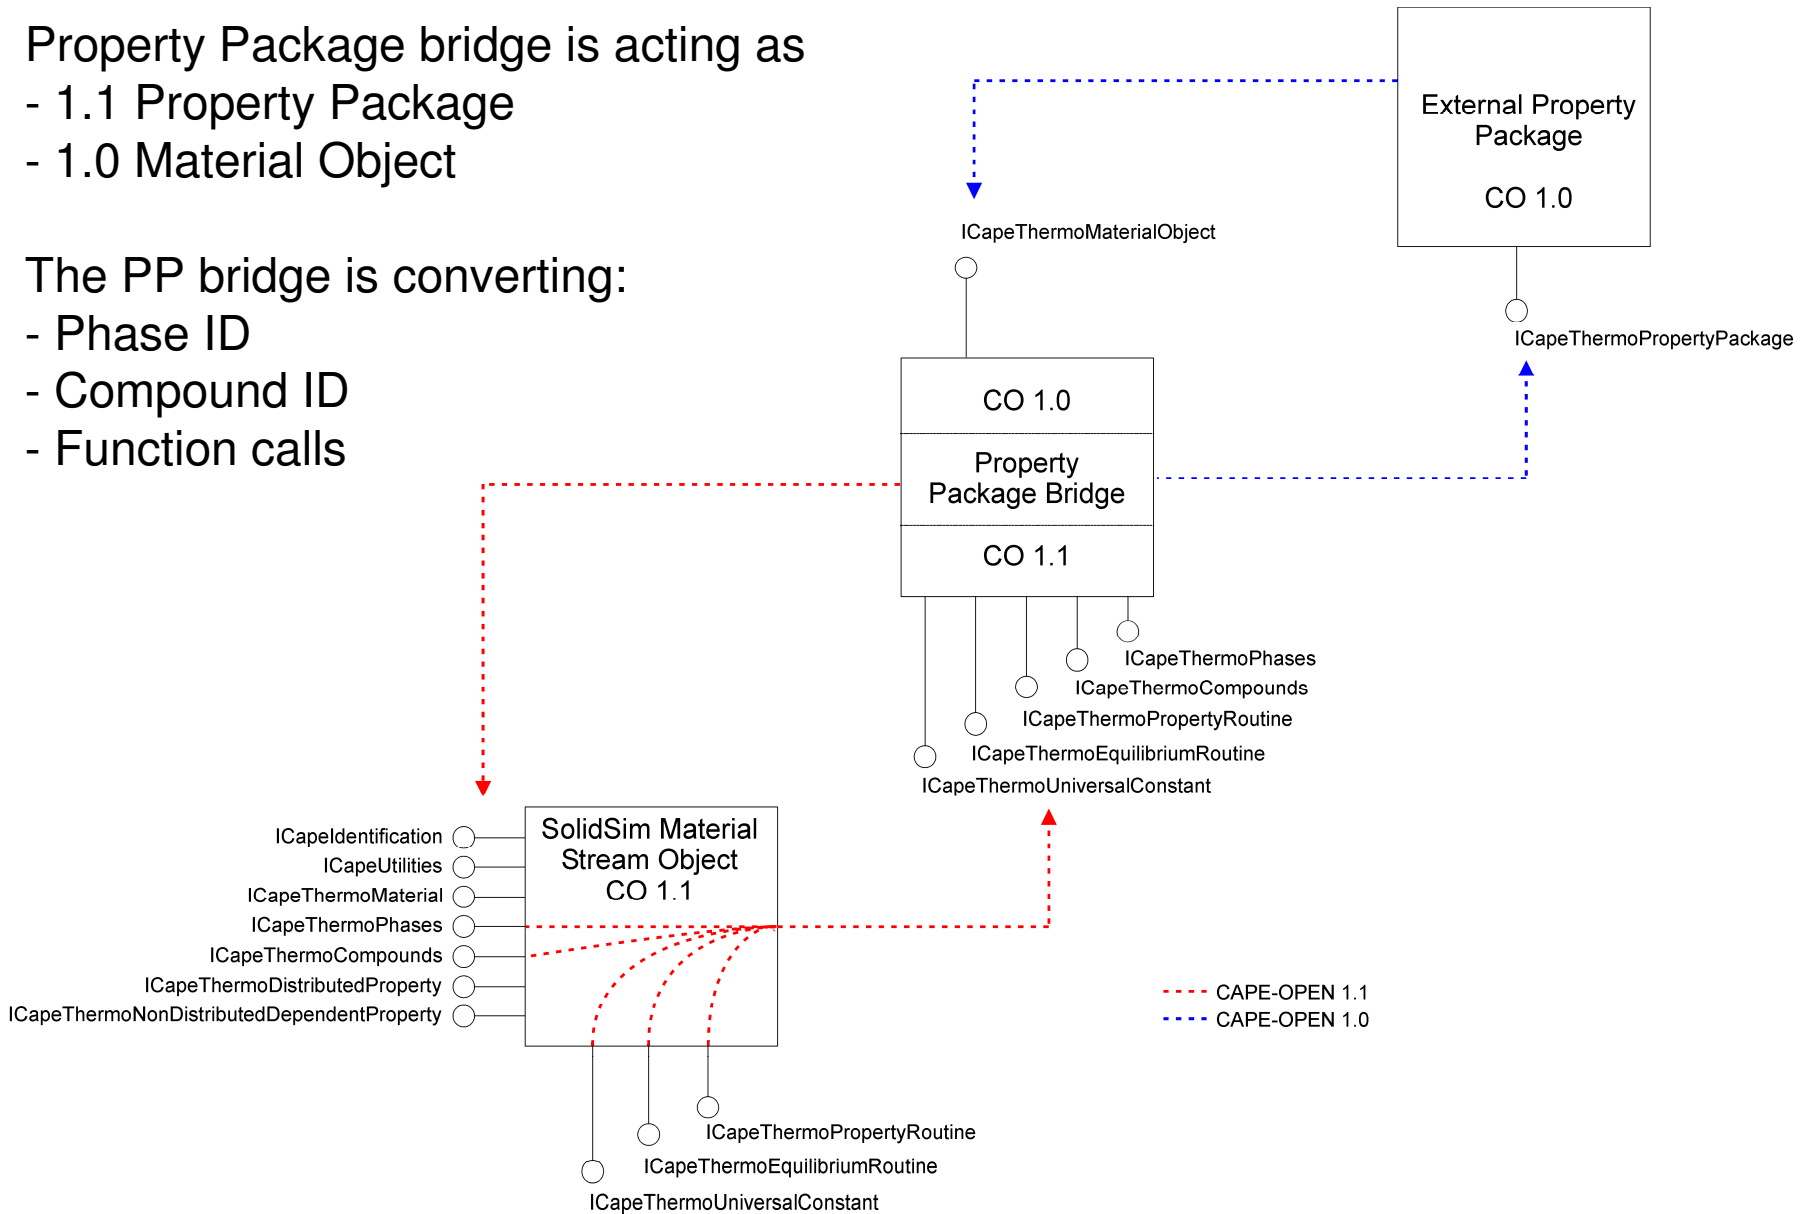 Property Package bridge is acting as
- 1.1 Property Package
- 1.0 Material Object
The PP bridge is converting:
- Phase ID
- Compound ID
- Function calls
External Property
Package
CO 1.0
ICapeThermoMaterialObject
ICapeThermoPropertyPackage
CO 1.0
Property
Package Bridge
CO 1.1
ICapeThermoPhases
ICapeThermoCompounds
ICapeThermoPropertyRoutine
ICapeThermoEquilibriumRoutine
ICapeThermoUniversalConstant
SolidSim Material
Stream Object
CO 1.1
ICapeIdentification
ICapeUtilities
ICapeThermoMaterial
ICapeThermoPhases
ICapeThermoCompounds
ICapeThermoDistributedProperty
ICapeThermoNonDistributedDependentProperty
CAPE-OPEN 1.1
CAPE-OPEN 1.0
ICapeThermoPropertyRoutine
ICapeThermoEquilibriumRoutine
ICapeThermoUniversalConstant